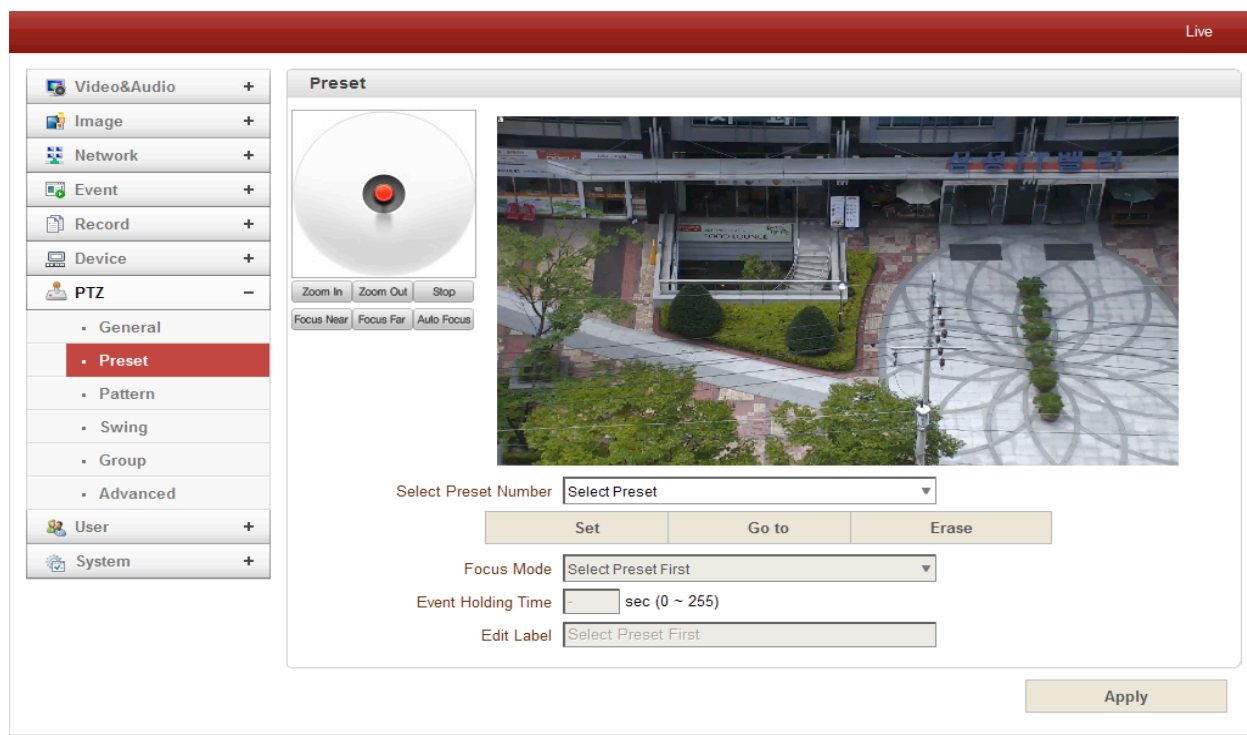 Live
Video&Audio +
Image +
Network +
Event +
Record +
Device +
PTZ –
General
Preset
Pattern
Swing
Group
Advanced
User +
System +
Preset
Zoom In Zoom Out Stop
Focus Near Focus Far Auto Focus
GOOD LOUNGE
Select Preset Number Select Preset
Set Go to Erase
Focus Mode Select Preset First
Event Holding Time - sec (0 ~ 255)
Edit Label Select Preset First
Apply